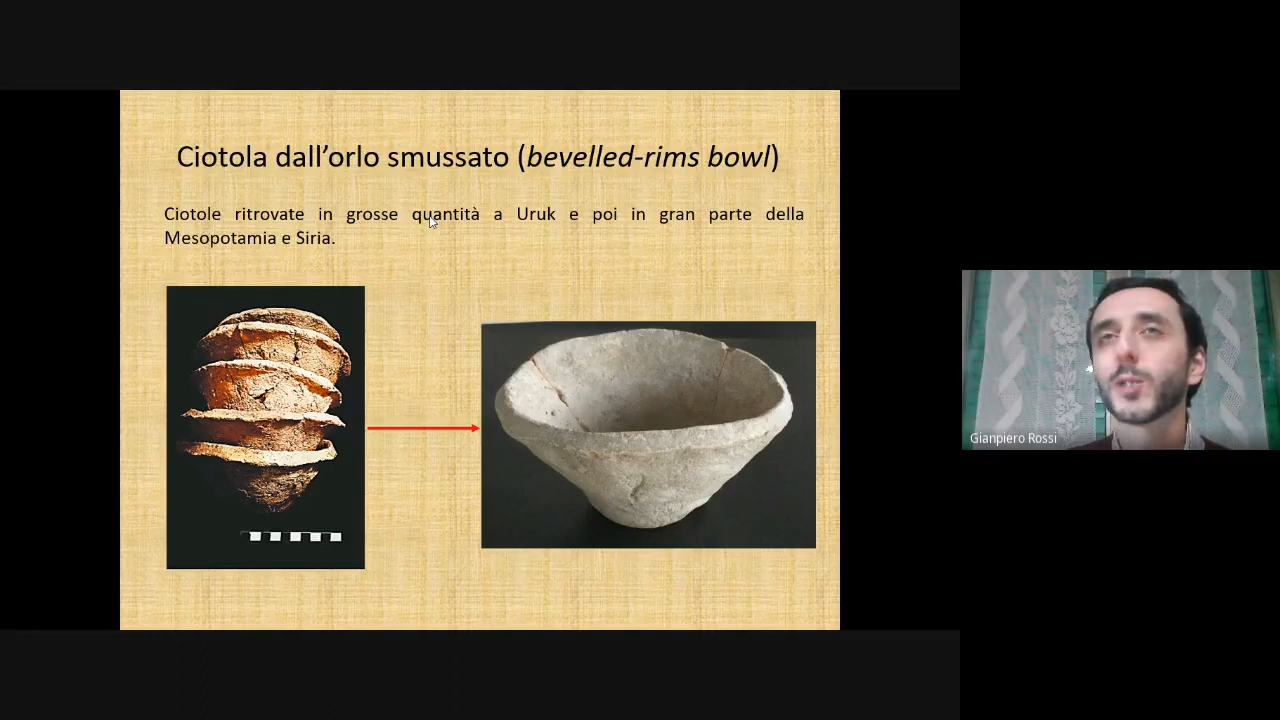 Ciotola dall’orlo smussato (bevelled-rims bowl)
Ciotole ritrovate in grosse quantità a Uruk e poi in gran parte della
Mesopotamia e Siria.
Gianpiero Rossi